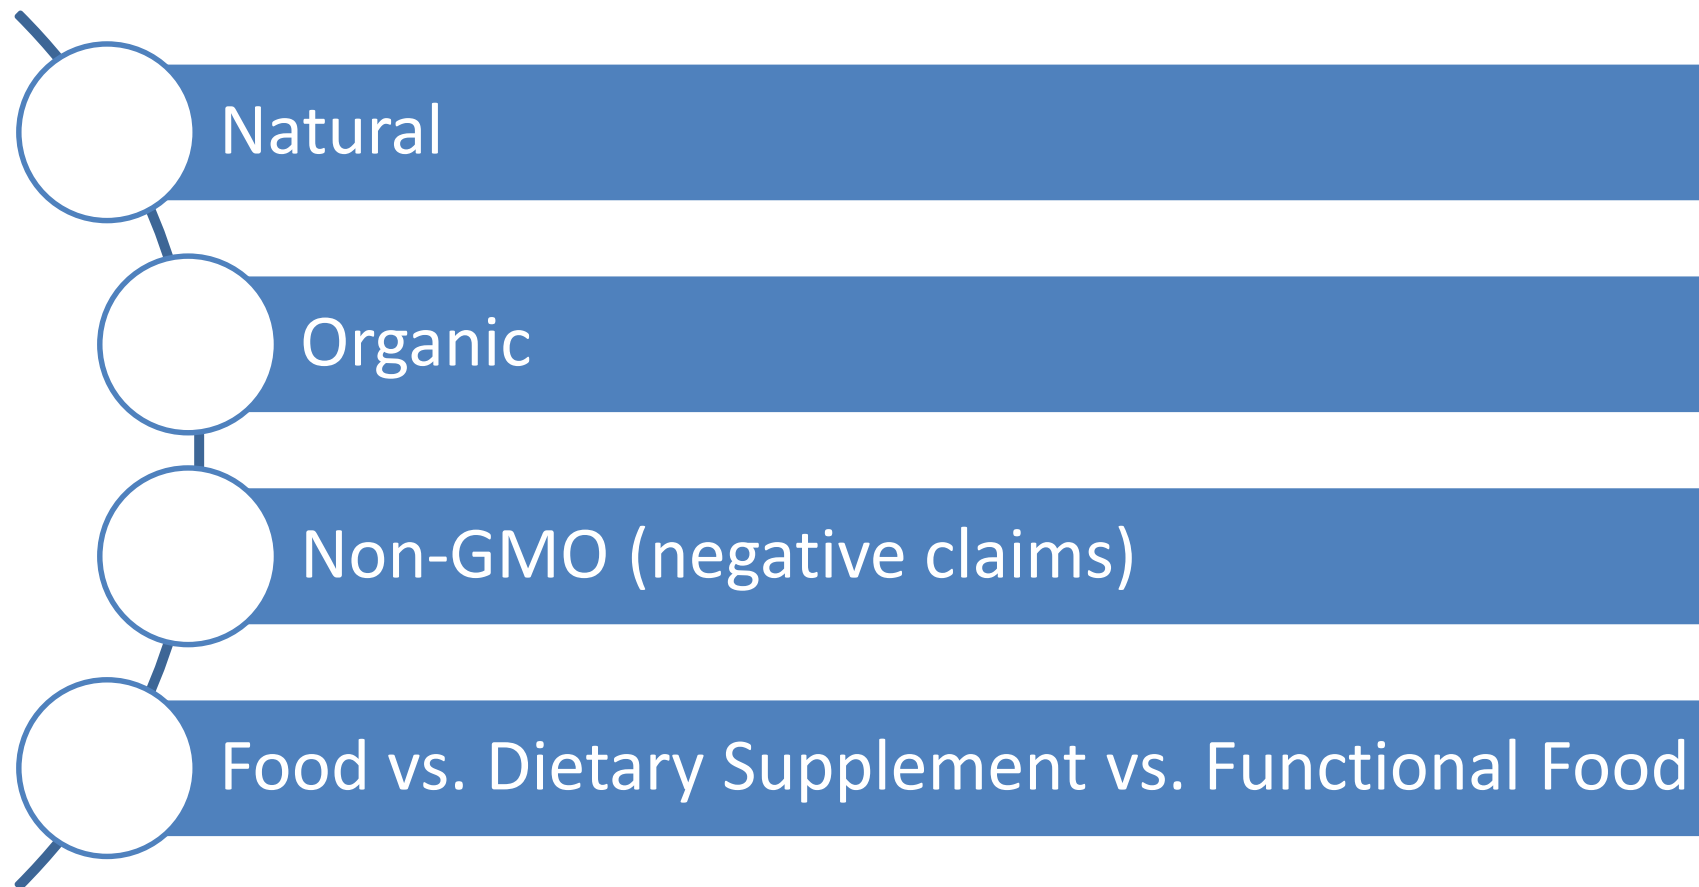 Natural
Organic
Non-GMO (negative claims)
Food vs. Dietary Supplement vs. Functional Food